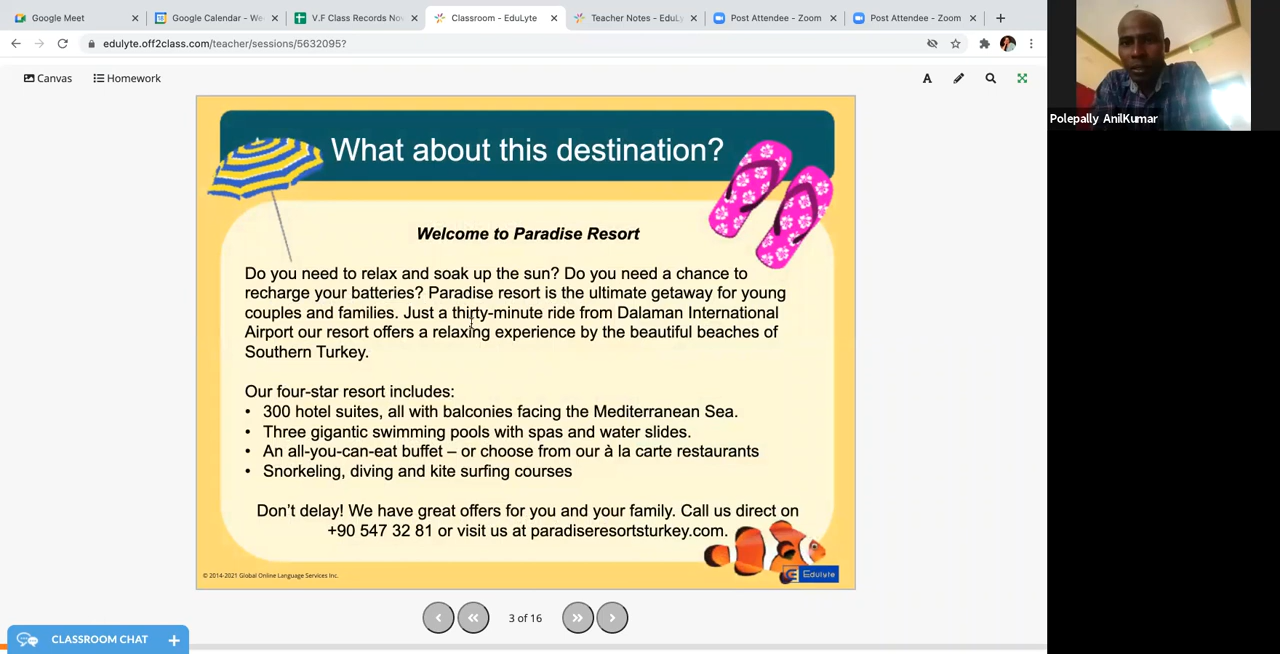 Google Meet
Google Calendar - We
V.F Class Records No
Classroom - EduLyte
Teacher Notes - EduL
Post Attendee - Zoom
Post Attendee - Zoom
edulyte.off2class.com/teacher/sessions/5632095?
Canvas
Homework
A
Polepally AnilKumar
What about this destination?
Welcome to Paradise Resort
Do you need to relax and soak up the sun? Do you need a chance to
recharge your batteries? Paradise resort is the ultimate getaway for young
couples and families. Just a thirty-minute ride from Dalaman International
Airport our resort offers a relaxing experience by the beautiful beaches of
Southern Turkey.
Our four-star resort includes:
• 300 hotel suites, all with balconies facing the Mediterranean Sea.
• Three gigantic swimming pools with spas and water slides.
• An all-you-can-eat buffet – or choose from our à la carte restaurants
• Snorkeling, diving and kite surfing courses
Don't delay! We have great offers for you and your family. Call us direct on
+90 547 32 81 or visit us at paradiseresortsturkey.com.
© 2014-2021 Global Online Language Services Inc.
Edulyte
3 of 16
CLASSROOM CHAT